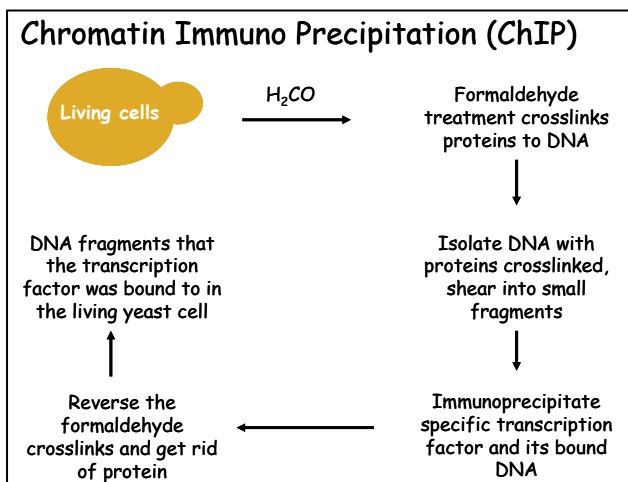 Chromatin Immuno Precipitation (ChIP)
Living cells
H₂CO
Formaldehyde
treatment crosslinks
proteins to DNA
Isolate DNA with
proteins crosslinked,
shear into small
fragments
Immunoprecipitate
specific transcription
factor and its bound
DNA
Reverse the
formaldehyde
crosslinks and get rid
of protein
DNA fragments that
the transcription
factor was bound to in
the living yeast cell